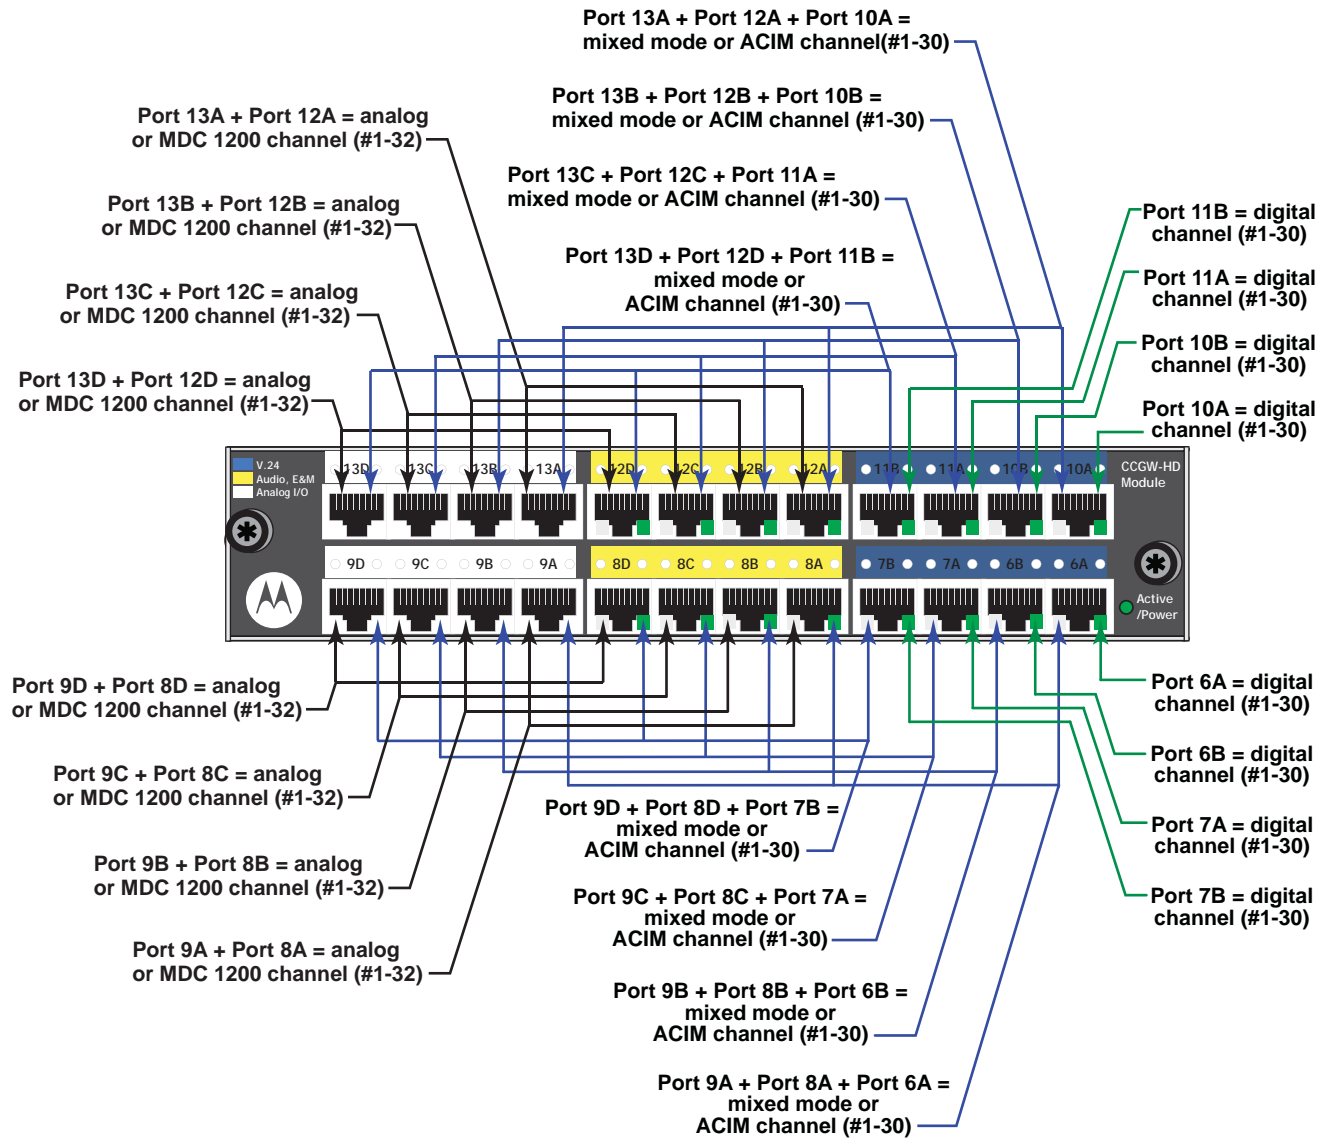 Port 13A + Port 12A + Port 10A =
mixed mode or ACIM channel(#1-30)
Port 13B + Port 12B + Port 10B =
mixed mode or ACIM channel (#1-30)
Port 13C + Port 12C + Port 11A =
mixed mode or ACIM channel (#1-30)
Port 13D + Port 12D + Port 11B =
mixed mode or
ACIM channel (#1-30)
Port 13A + Port 12A = analog
or MDC 1200 channel (#1-32)
Port 13B + Port 12B = analog
or MDC 1200 channel (#1-32)
Port 13C + Port 12C = analog
or MDC 1200 channel (#1-32)
Port 13D + Port 12D = analog
or MDC 1200 channel (#1-32)
Port 11B = digital
channel (#1-30)
Port 11A = digital
channel (#1-30)
Port 10B = digital
channel (#1-30)
Port 10A = digital
channel (#1-30)
V.24
Audio, E&M
Analog I/O
13D 13C 13B 13A 12D 12C 12B 12A 11B 11A 10B 10A
CCGW-HD
Module
9D 9C 9B 9A 8D 8C 8B 8A 7B 7A 6B 6A
Active
/Power
Port 9D + Port 8D = analog
or MDC 1200 channel (#1-32)
Port 9C + Port 8C = analog
or MDC 1200 channel (#1-32)
Port 9B + Port 8B = analog
or MDC 1200 channel (#1-32)
Port 9A + Port 8A = analog
or MDC 1200 channel (#1-32)
Port 9D + Port 8D + Port 7B =
mixed mode or
ACIM channel (#1-30)
Port 9C + Port 8C + Port 7A =
mixed mode or
ACIM channel (#1-30)
Port 9B + Port 8B + Port 6B =
mixed mode or
ACIM channel (#1-30)
Port 9A + Port 8A + Port 6A =
mixed mode or
ACIM channel (#1-30)
Port 6A = digital
channel (#1-30)
Port 6B = digital
channel (#1-30)
Port 7A = digital
channel (#1-30)
Port 7B = digital
channel (#1-30)